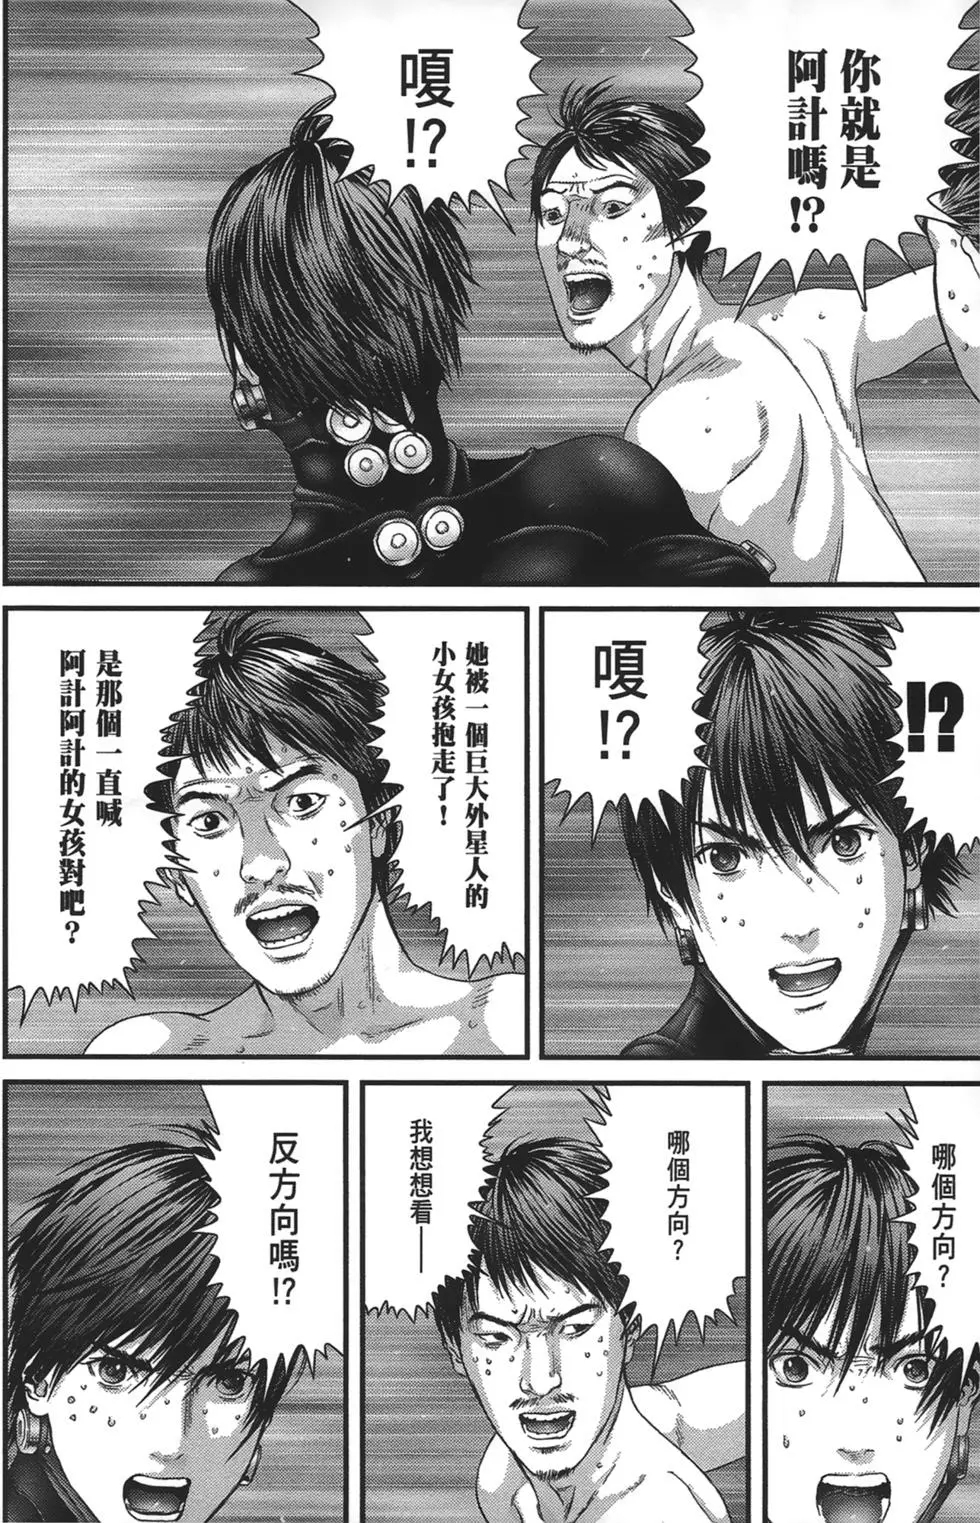 你就是
阿計嗎!?
嗄!?
!?
嗄!?
她被一個巨大外星人的
小女孩抱走了！
是那個一直喊
阿計阿計的女孩對吧？
哪個方向？
哪個方向？
我想想看──
反方向嗎!?